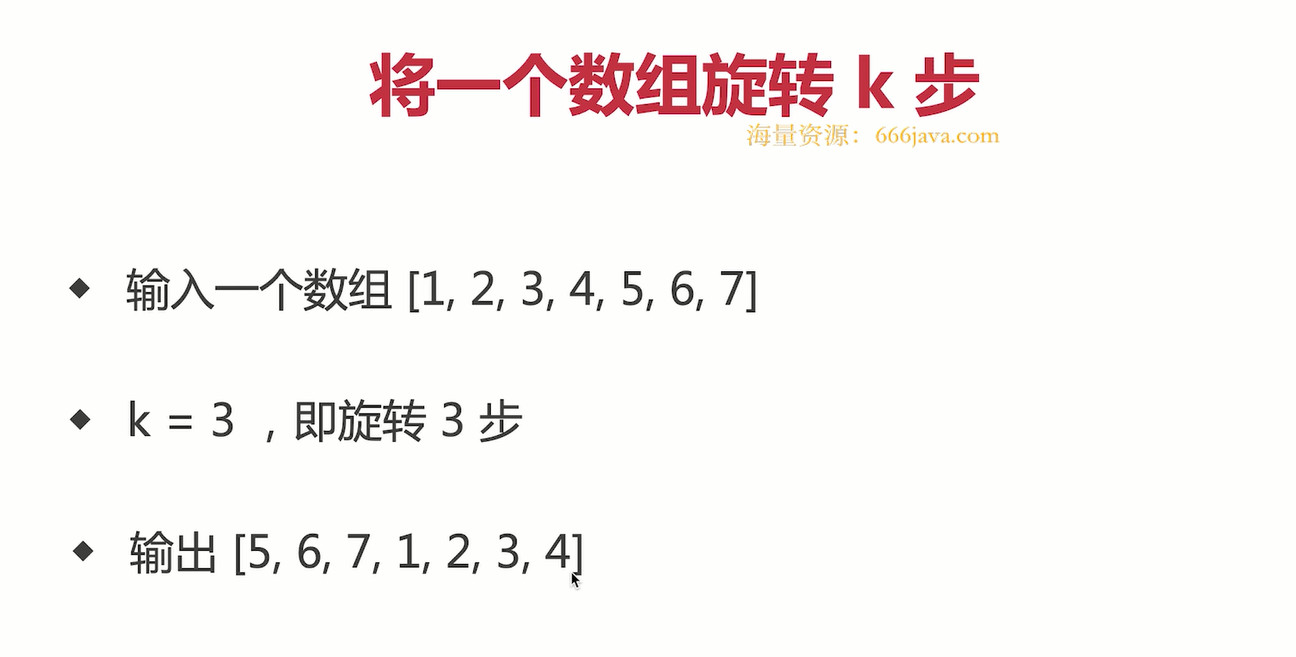 将一个数组旋转 k 步
海量资源：666java.com
输入一个数组 [1, 2, 3, 4, 5, 6, 7]
k = 3 ，即旋转 3 步
输出 [5, 6, 7, 1, 2, 3, 4]